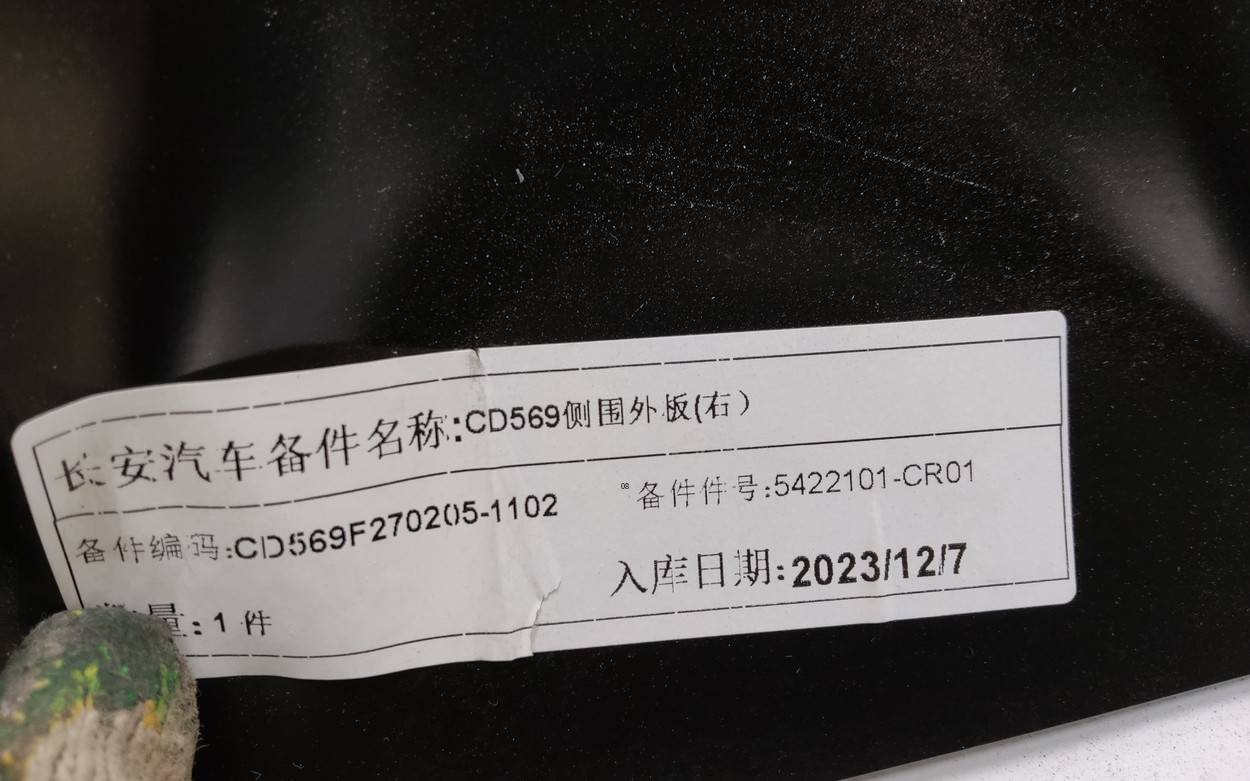 长安汽车备件名称:CD569侧围外板(右)
备件编码:CD569F270205-1102 08 备件件号:5422101-CR01
量:1 件 入库日期:2023/12/7